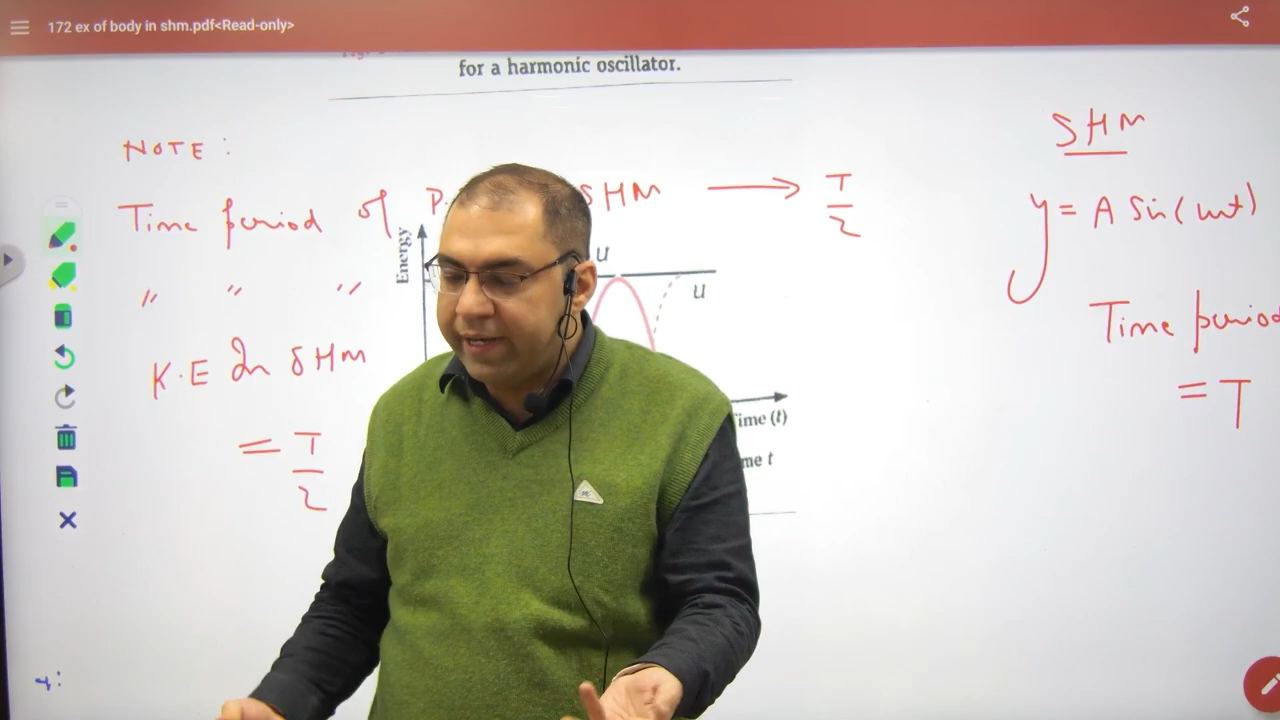 172 ex of body in shm.pdf<Read-only>
for a harmonic oscillator.
NOTE:
SHM
Time period of P. SHM → T/2
y = A Sin(ωt)
Energy
U
u
〃 〃 〃
Time period
K.E In SHM
= T
ime (t)
= T/2
me t